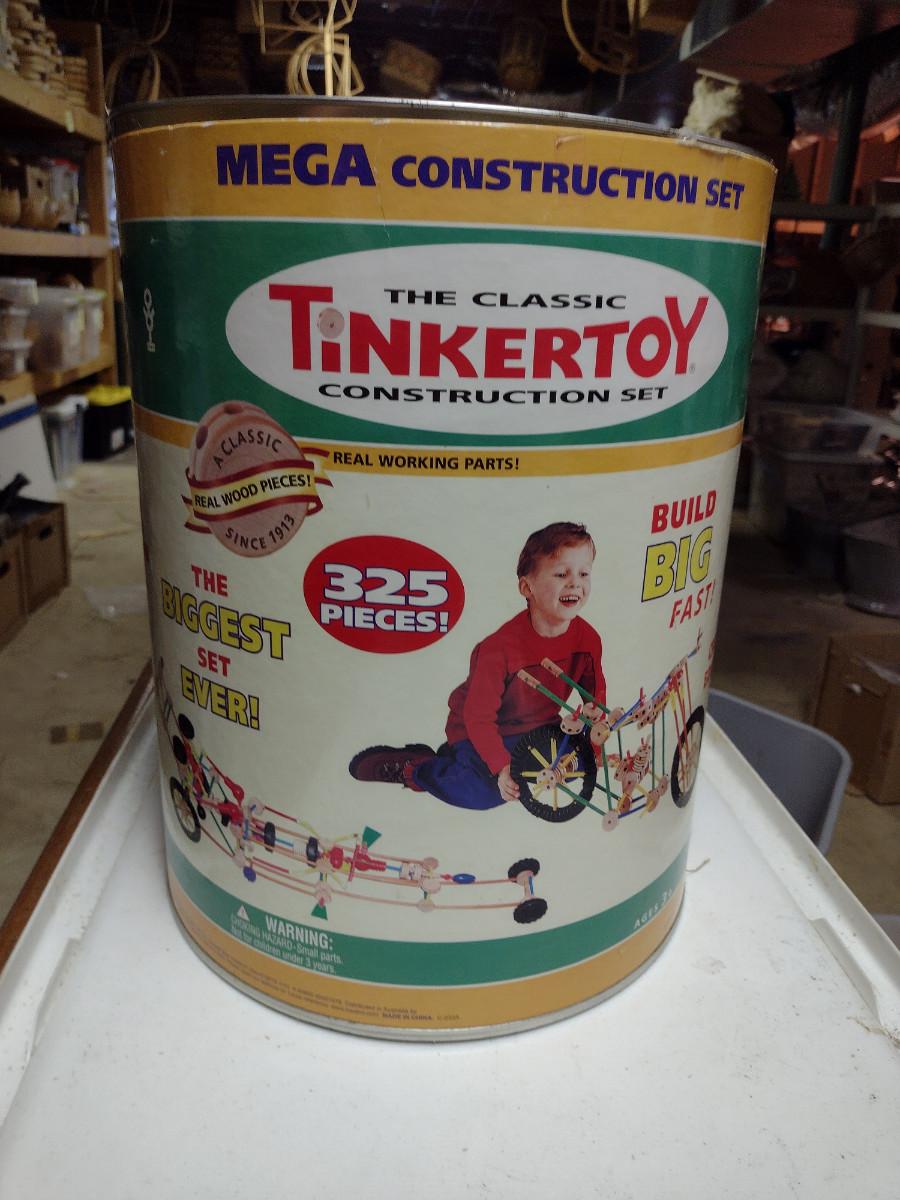 MEGA CONSTRUCTION SET
THE CLASSIC
TINKERTOY®
CONSTRUCTION SET
REAL WORKING PARTS!
A CLASSIC
REAL WOOD PIECES!
SINCE 1913
BUILD
BIG
FAST!
325
PIECES!
THE
BIGGEST
SET
EVER!
WARNING:
CHOKING HAZARD-Small parts.
Not for children under 3 years.
AGES 3
MADE IN CHINA.